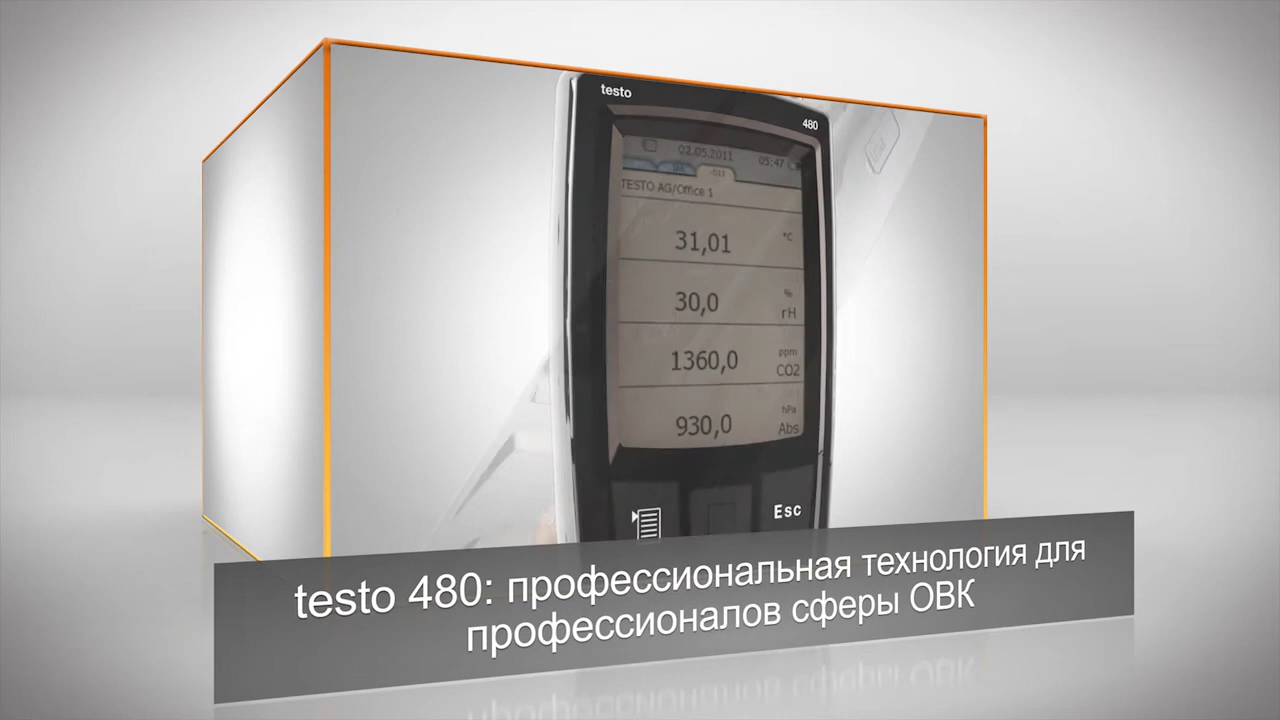 testo
480
02.05.2011 05:47
TESTO AG/Office 1
31,01 °C
30,0 % rH
1360,0 ppm CO2
930,0 hPa Abs
Esc
testo 480: профессиональная технология для
профессионалов сферы ОВК